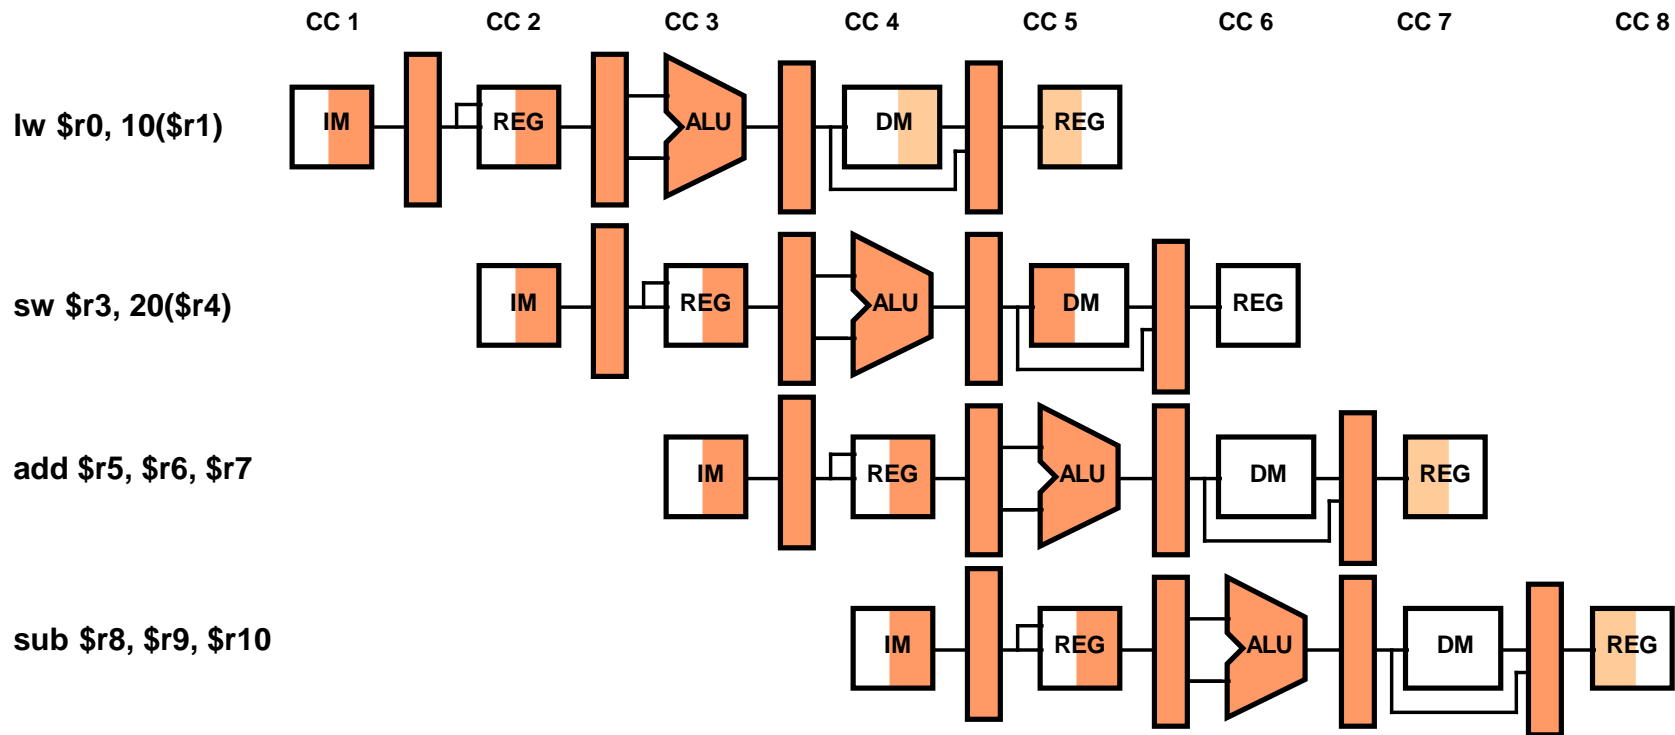 CC 1 CC 2 CC 3 CC 4 CC 5 CC 6 CC 7 CC 8
lw $r0, 10($r1) IM REG ALU DM REG
sw $r3, 20($r4) IM REG ALU DM REG
add $r5, $r6, $r7 IM REG ALU DM REG
sub $r8, $r9, $r10 IM REG ALU DM REG